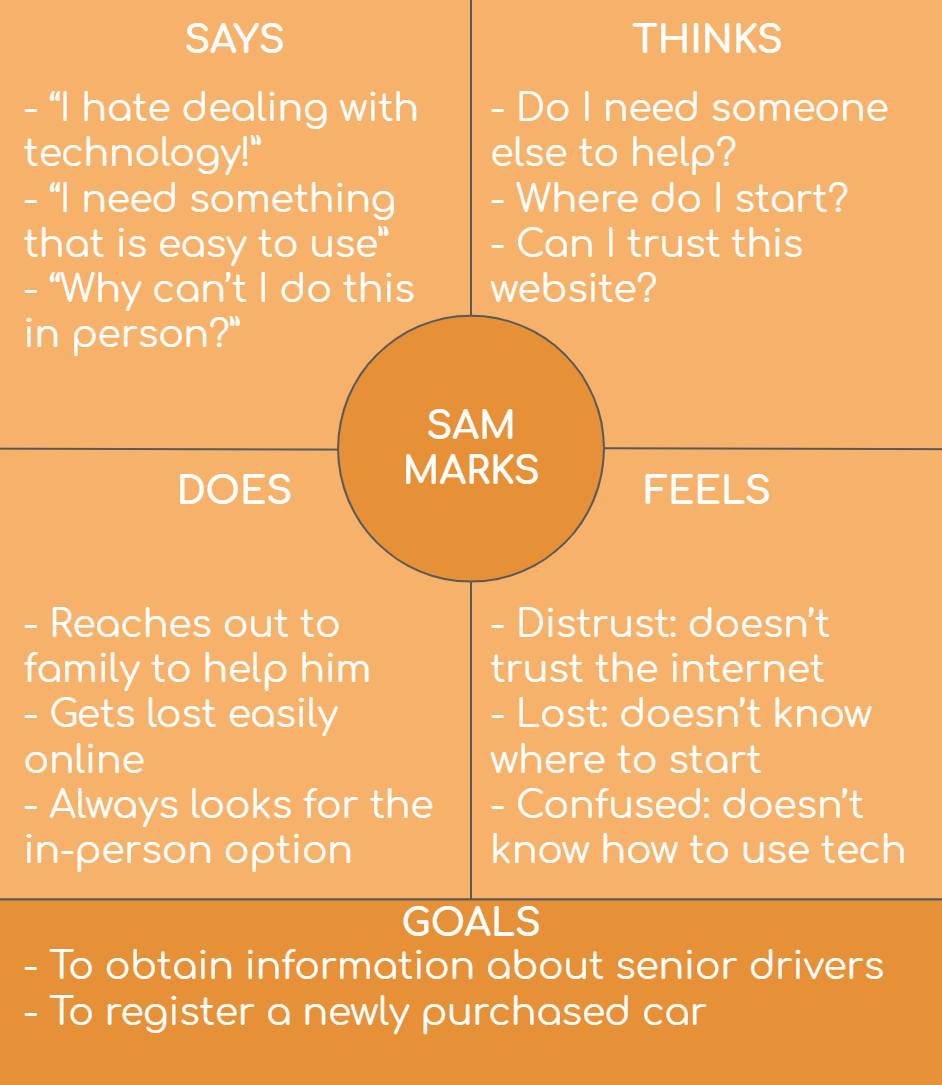 SAYS
- “I hate dealing with
technology!”
- “I need something
that is easy to use”
- “Why can’t I do this
in person?”
THINKS
- Do I need someone
else to help?
- Where do I start?
- Can I trust this
website?
SAM
MARKS
DOES
- Reaches out to
family to help him
- Gets lost easily
online
- Always looks for the
in-person option
FEELS
- Distrust: doesn’t
trust the internet
- Lost: doesn’t know
where to start
- Confused: doesn’t
know how to use tech
GOALS
- To obtain information about senior drivers
- To register a newly purchased car